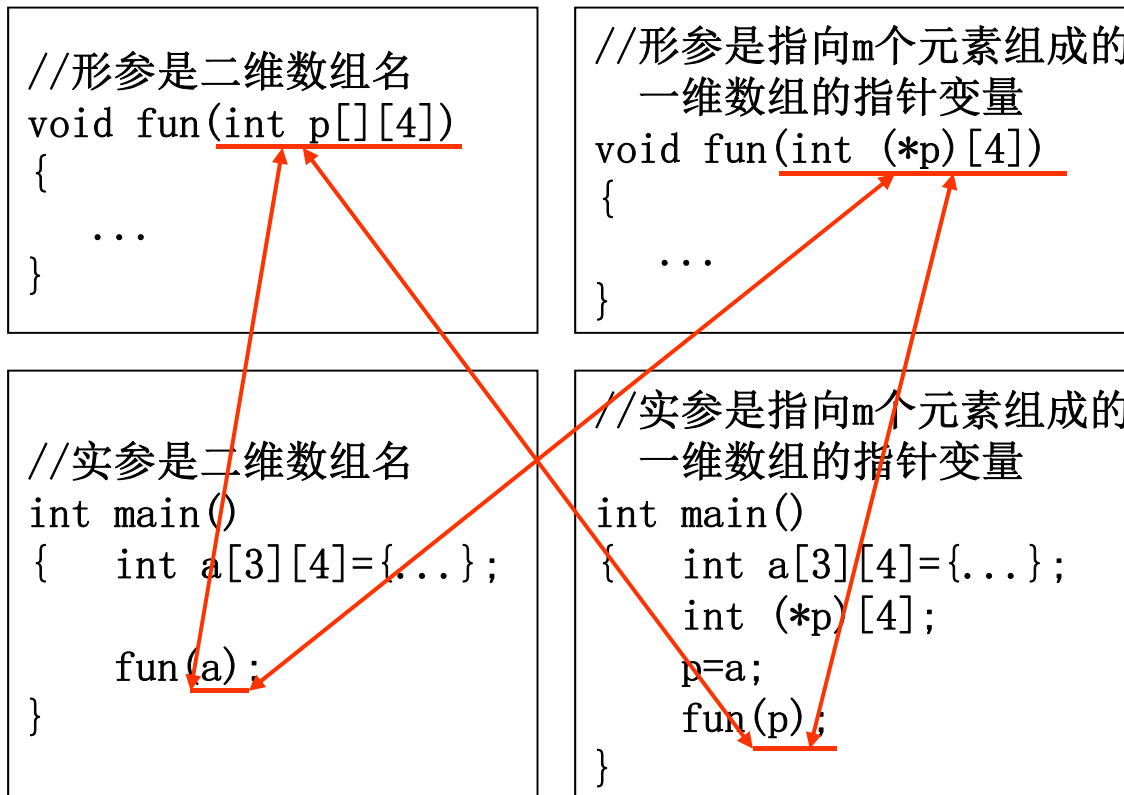 //形参是二维数组名
void fun(int p[][4])
{
...
}
//形参是指向m个元素组成的
一维数组的指针变量
void fun(int (*p)[4])
{
...
}
//实参是二维数组名
int main()
{ int a[3][4]={...};
fun(a);
}
//实参是指向m个元素组成的
一维数组的指针变量
int main()
{ int a[3][4]={...};
int (*p)[4];
p=a;
fun(p);
}